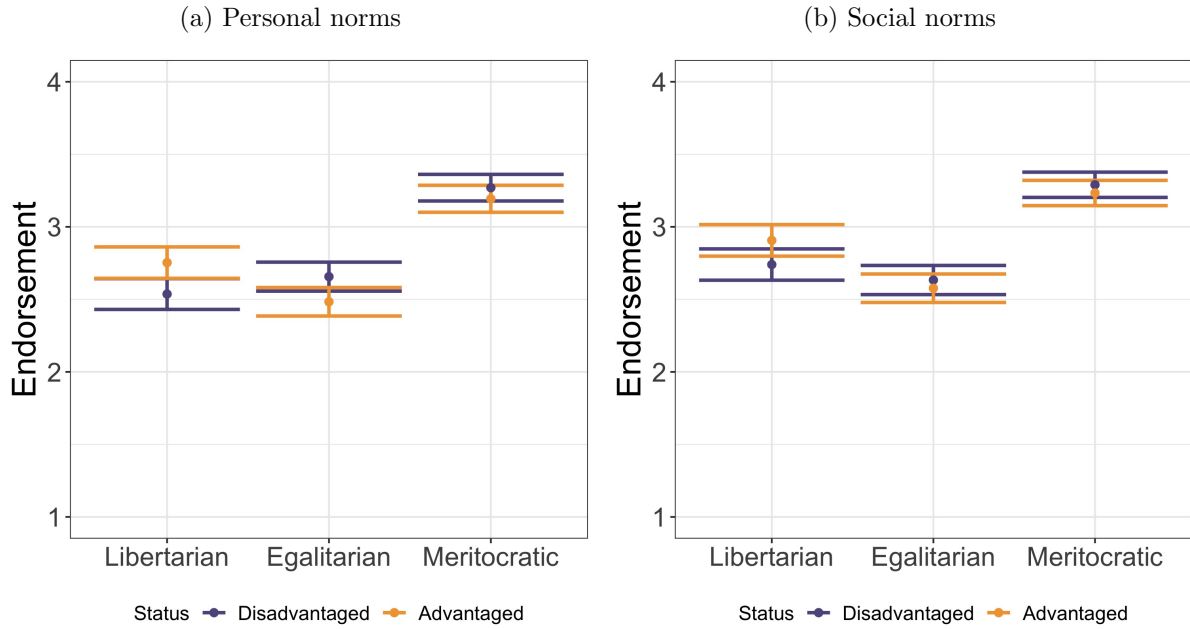 (a) Personal norms
4
3
2
1
Endorsement
Libertarian Egalitarian Meritocratic
Status Disadvantaged Advantaged
(b) Social norms
4
3
2
1
Endorsement
Libertarian Egalitarian Meritocratic
Status Disadvantaged Advantaged